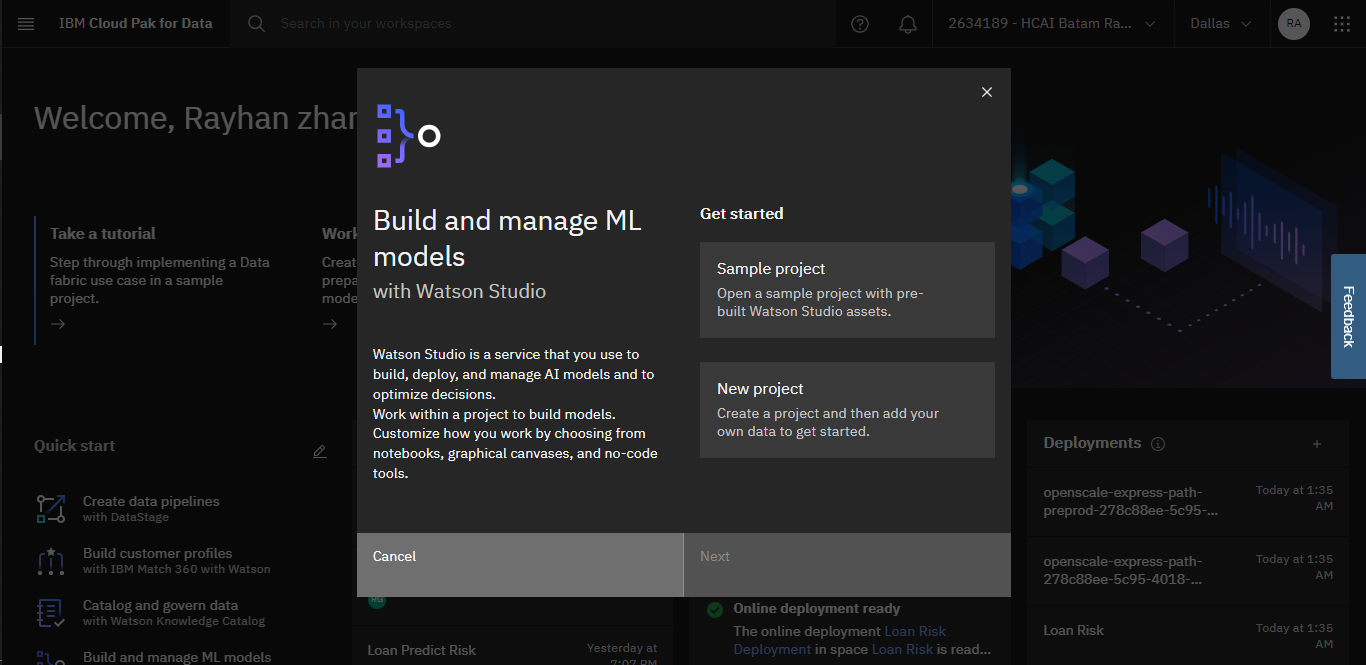 IBM Cloud Pak for Data
Search in your workspaces
2634189 - HCAI Batam Ra...
Dallas
RA
Welcome, Rayhan zhar
Take a tutorial
Step through implementing a Data
fabric use case in a sample
project.
Work
Creat
prepa
mode
Build and manage ML
models
with Watson Studio
Watson Studio is a service that you use to
build, deploy, and manage AI models and to
optimize decisions.
Work within a project to build models.
Customize how you work by choosing from
notebooks, graphical canvases, and no-code
tools.
Get started
Sample project
Open a sample project with pre-
built Watson Studio assets.
New project
Create a project and then add your
own data to get started.
Cancel
Next
Feedback
Quick start
Create data pipelines
with DataStage
Build customer profiles
with IBM Match 360 with Watson
Catalog and govern data
with Watson Knowledge Catalog
Build and manage ML models
Loan Predict Risk
Yesterday at
7:07 PM
Online deployment ready
The online deployment Loan Risk
Deployment in space Loan Risk is read...
Deployments
openscale-express-path-
preprod-278c88ee-5c95-...
Today at 1:35
AM
openscale-express-path-
278c88ee-5c95-4018-...
Today at 1:35
AM
Loan Risk
Today at 1:35
AM